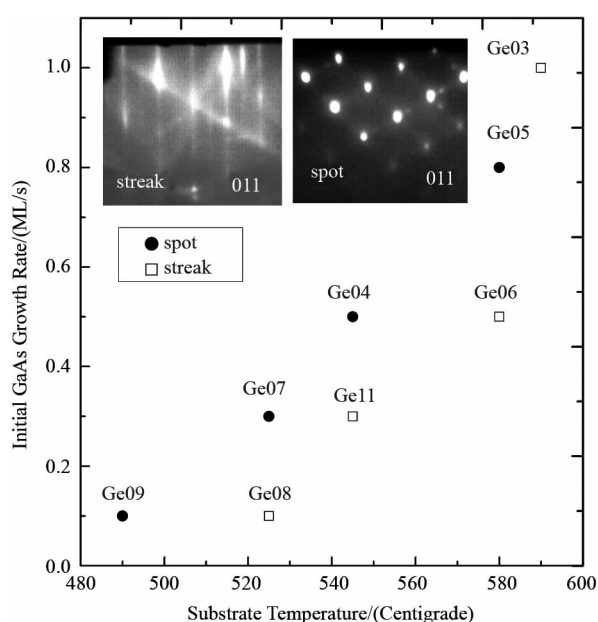 Ge03
1.0
Ge05
0.8
streak
011
spot
011
spot
streak
0.6
Ge04
Ge06
Ge07
Ge11
0.4
0.2
Ge09
Ge08
0.0
480
500
520
540
560
580
600
Initial GaAs Growth Rate/(ML/s)
Substrate Temperature/(Centigrade)